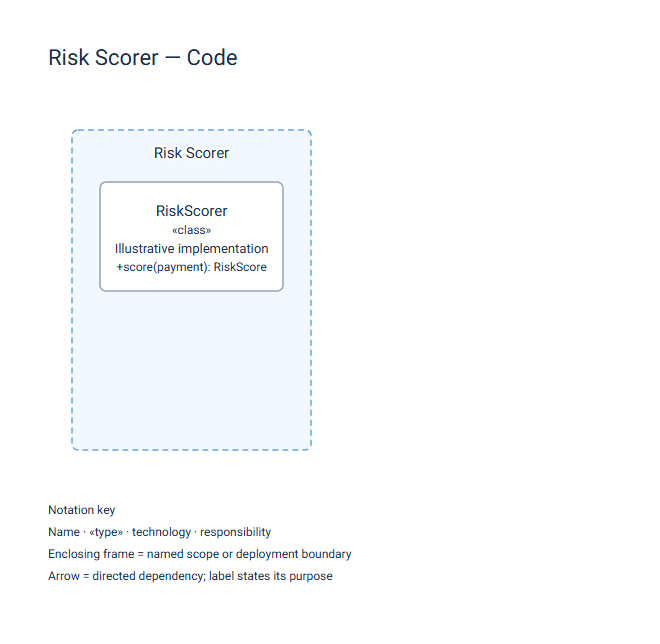 Risk Scorer — Code
Risk Scorer
RiskScorer
«class»
Illustrative implementation
+score(payment): RiskScore
Notation key
Name · «type» · technology · responsibility
Enclosing frame = named scope or deployment boundary
Arrow = directed dependency; label states its purpose